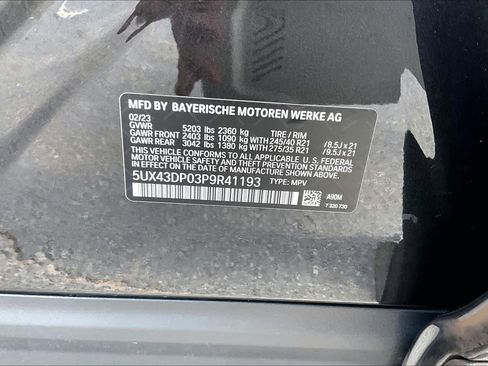 MFD BY BAYERISCHE MOTOREN WERKE AG
02/23
GVWR 5203 lbs 2360 kg TIRE / RIM
GAWR FRONT 2403 lbs 1090 kg WITH 245/40 R21 /8.5J x 21
GAWR REAR 3042 lbs 1380 kg WITH 275/35 R21 /9.5J x 21
THIS VEHICLE CONFORMS TO ALL APPLICABLE U. S. FEDERAL
MOTOR VEHICLE SAFETY AND THEFT PREVENTION STANDARDS
IN EFFECT ON THE DATE OF MANUFACTURE SHOWN ABOVE.
5UX43DP03P9R41193 TYPE: MPV A90M
7 320 730